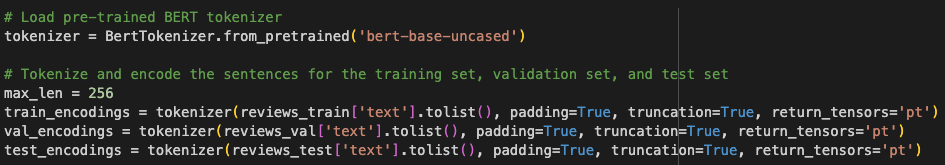 # Load pre-trained BERT tokenizer
tokenizer = BertTokenizer.from_pretrained('bert-base-uncased')
# Tokenize and encode the sentences for the training set, validation set, and test set
max_len = 256
train_encodings = tokenizer(reviews_train['text'].tolist(), padding=True, truncation=True, return_tensors='pt')
val_encodings = tokenizer(reviews_val['text'].tolist(), padding=True, truncation=True, return_tensors='pt')
test_encodings = tokenizer(reviews_test['text'].tolist(), padding=True, truncation=True, return_tensors='pt')